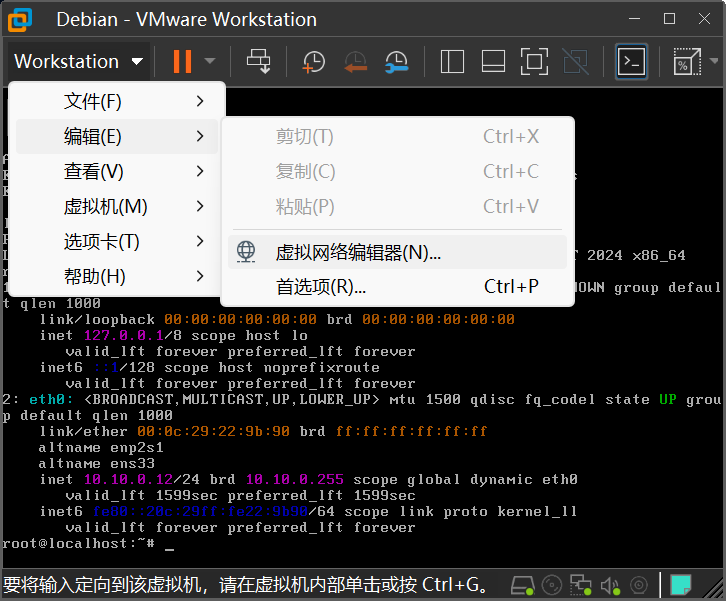 Debian - VMware Workstation
Workstation
文件(F)
编辑(E)
查看(V)
虚拟机(M)
选项卡(T)
帮助(H)
剪切(T) Ctrl+X
复制(C) Ctrl+C
粘贴(P) Ctrl+V
虚拟网络编辑器(N)...
首选项(R)... Ctrl+P
2024 x86_64
group defaul
t qlen 1000
link/loopback 00:00:00:00:00:00 brd 00:00:00:00:00:00
inet 127.0.0.1/8 scope host lo
valid_lft forever preferred_lft forever
inet6 ::1/128 scope host noprefixroute
valid_lft forever preferred_lft forever
2: eth0: <BROADCAST,MULTICAST,UP,LOWER_UP> mtu 1500 qdisc fq_codel state UP grou
p default qlen 1000
link/ether 00:0c:29:22:9b:90 brd ff:ff:ff:ff:ff:ff
altname enp2s1
altname ens33
inet 10.10.0.12/24 brd 10.10.0.255 scope global dynamic eth0
valid_lft 1599sec preferred_lft 1599sec
inet6 fe80::20c:29ff:fe22:9b90/64 scope link proto kernel_ll
valid_lft forever preferred_lft forever
root@localhost:~# _
要将输入定向到该虚拟机，请在虚拟机内部单击或按 Ctrl+G。